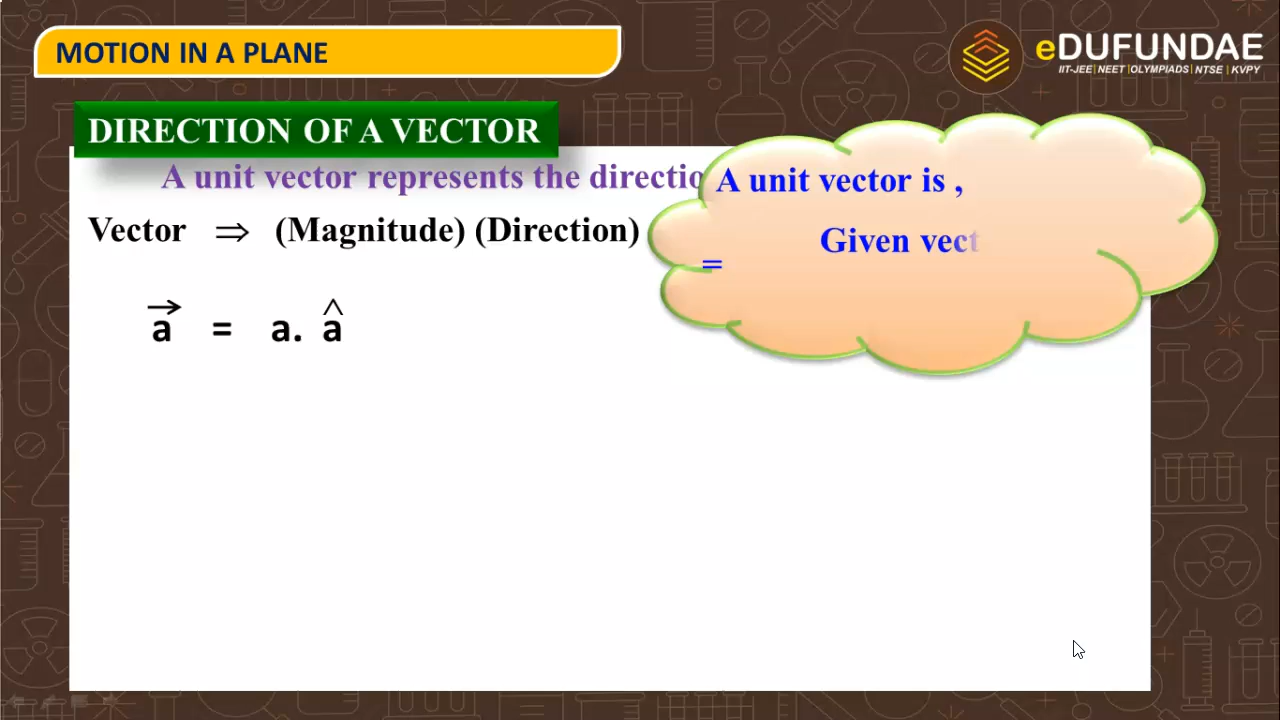 MOTION IN A PLANE
eDUFUNDAE
IIT-JEE|NEET|OLYMPIADS|NTSE|KVPY
DIRECTION OF A VECTOR
A unit vector represents the directio
A unit vector is ,
Vector ⇒ (Magnitude) (Direction)
Given vect
=
a⃗ = a. â